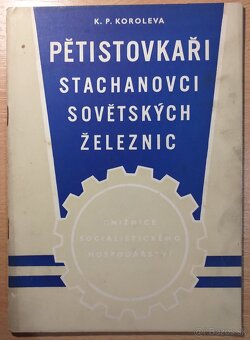 K. P. KOROLEVA
PĚTISTOVKAŘI
STACHANOVCI
SOVĚTSKÝCH
ŽELEZNIC
KNIŽNICE
SOCIALISTICKÉHO
HOSPODÁŘSTVÍ